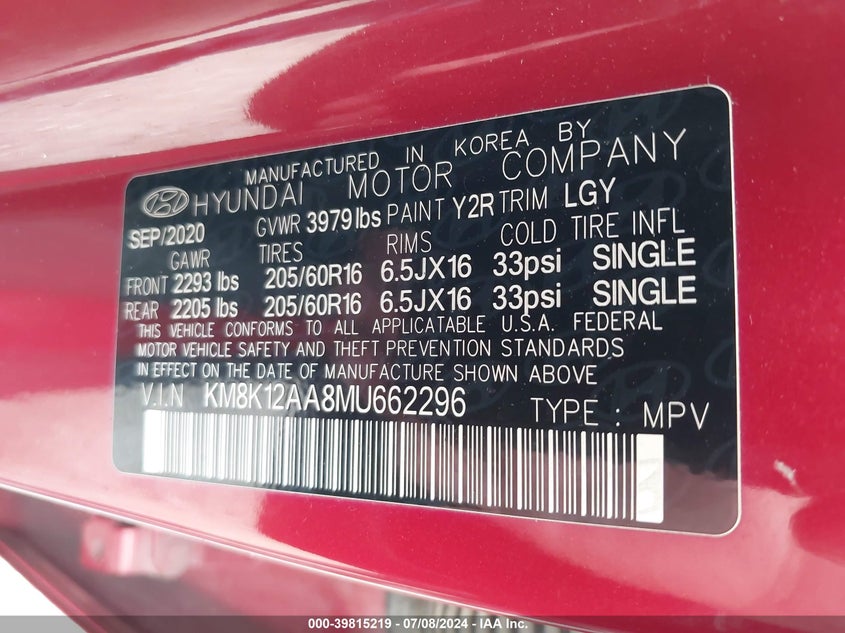 MANUFACTURED IN KOREA BY
HYUNDAI MOTOR COMPANY
SEP/2020 GVWR 3979 lbs PAINT Y2R TRIM LGY
GAWR TIRES RIMS COLD TIRE INFL
FRONT 2293 lbs 205/60R16 6.5JX16 33psi SINGLE
REAR 2205 lbs 205/60R16 6.5JX16 33psi SINGLE
THIS VEHICLE CONFORMS TO ALL APPLICATABLE U.S.A. FEDERAL
MOTOR VEHICLE SAFETY AND THEFT PREVENTION STANDARDS
IN EFFECT ON THE DATE OF MANUFACTURE SHOWN ABOVE
V.I.N KM8K12AA8MU662296 TYPE : MPV
000-39815219 - 07/08/2024 - IAA Inc.